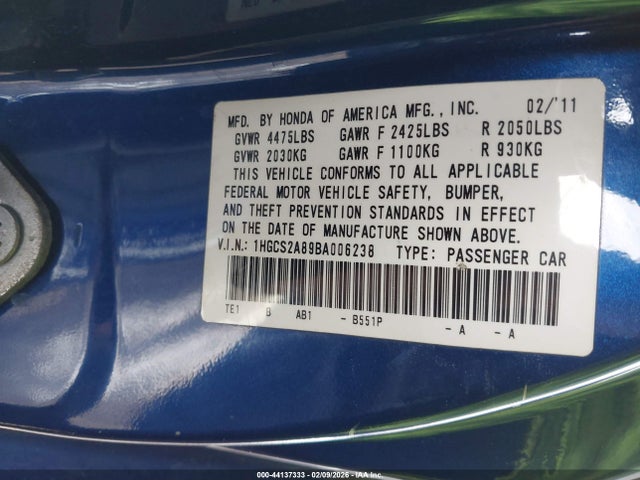 MFD. BY HONDA OF AMERICA MFG., INC. 02/'11
GVWR 4475LBS GAWR F 2425LBS R 2050LBS
GVWR 2030KG GAWR F 1100KG R 930KG
THIS VEHICLE CONFORMS TO ALL APPLICABLE
FEDERAL MOTOR VEHICLE SAFETY, BUMPER,
AND THEFT PREVENTION STANDARDS IN EFFECT
ON THE DATE OF MANUFACTURE SHOWN ABOVE.
V.I.N.: 1HGCS2A89BA006238 TYPE: PASSENGER CAR
TE1 B AB1 - B551P - A - A
000-44137333 - 02/09/2026 - IAA Inc.